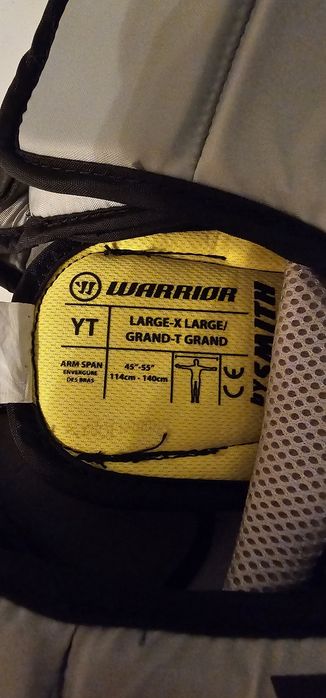 WARRIOR
YT
LARGE-X LARGE/
GRAND-T GRAND
ARM SPAN
ENVERGURE
DES BRAS
45"-55"
114cm - 140cm
CE
SMITH